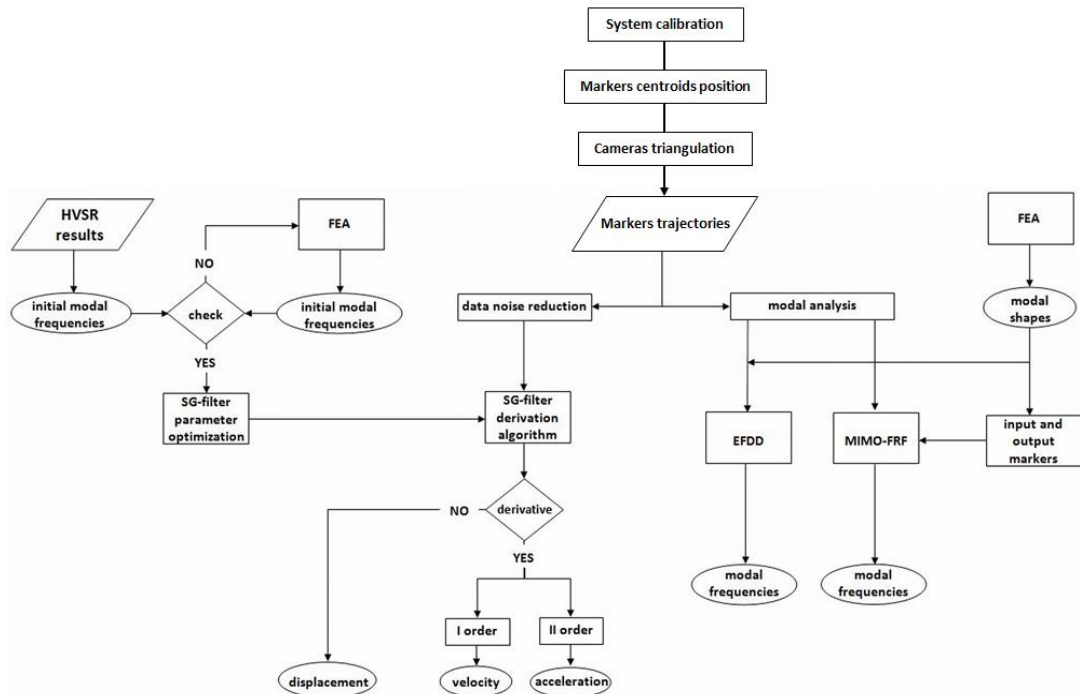 System calibration
Markers centroids position
Cameras triangulation
Markers trajectories
HVSR
results
FEA
FEA
NO
initial modal
frequencies
check
initial modal
frequencies
data noise reduction
modal analysis
modal
shapes
YES
SG-filter
parameter
optimization
SG-filter
derivation
algorithm
EFDD
MIMO-FRF
input and
output
markers
NO
derivative
YES
modal
frequencies
modal
frequencies
I order
II order
displacement
velocity
acceleration